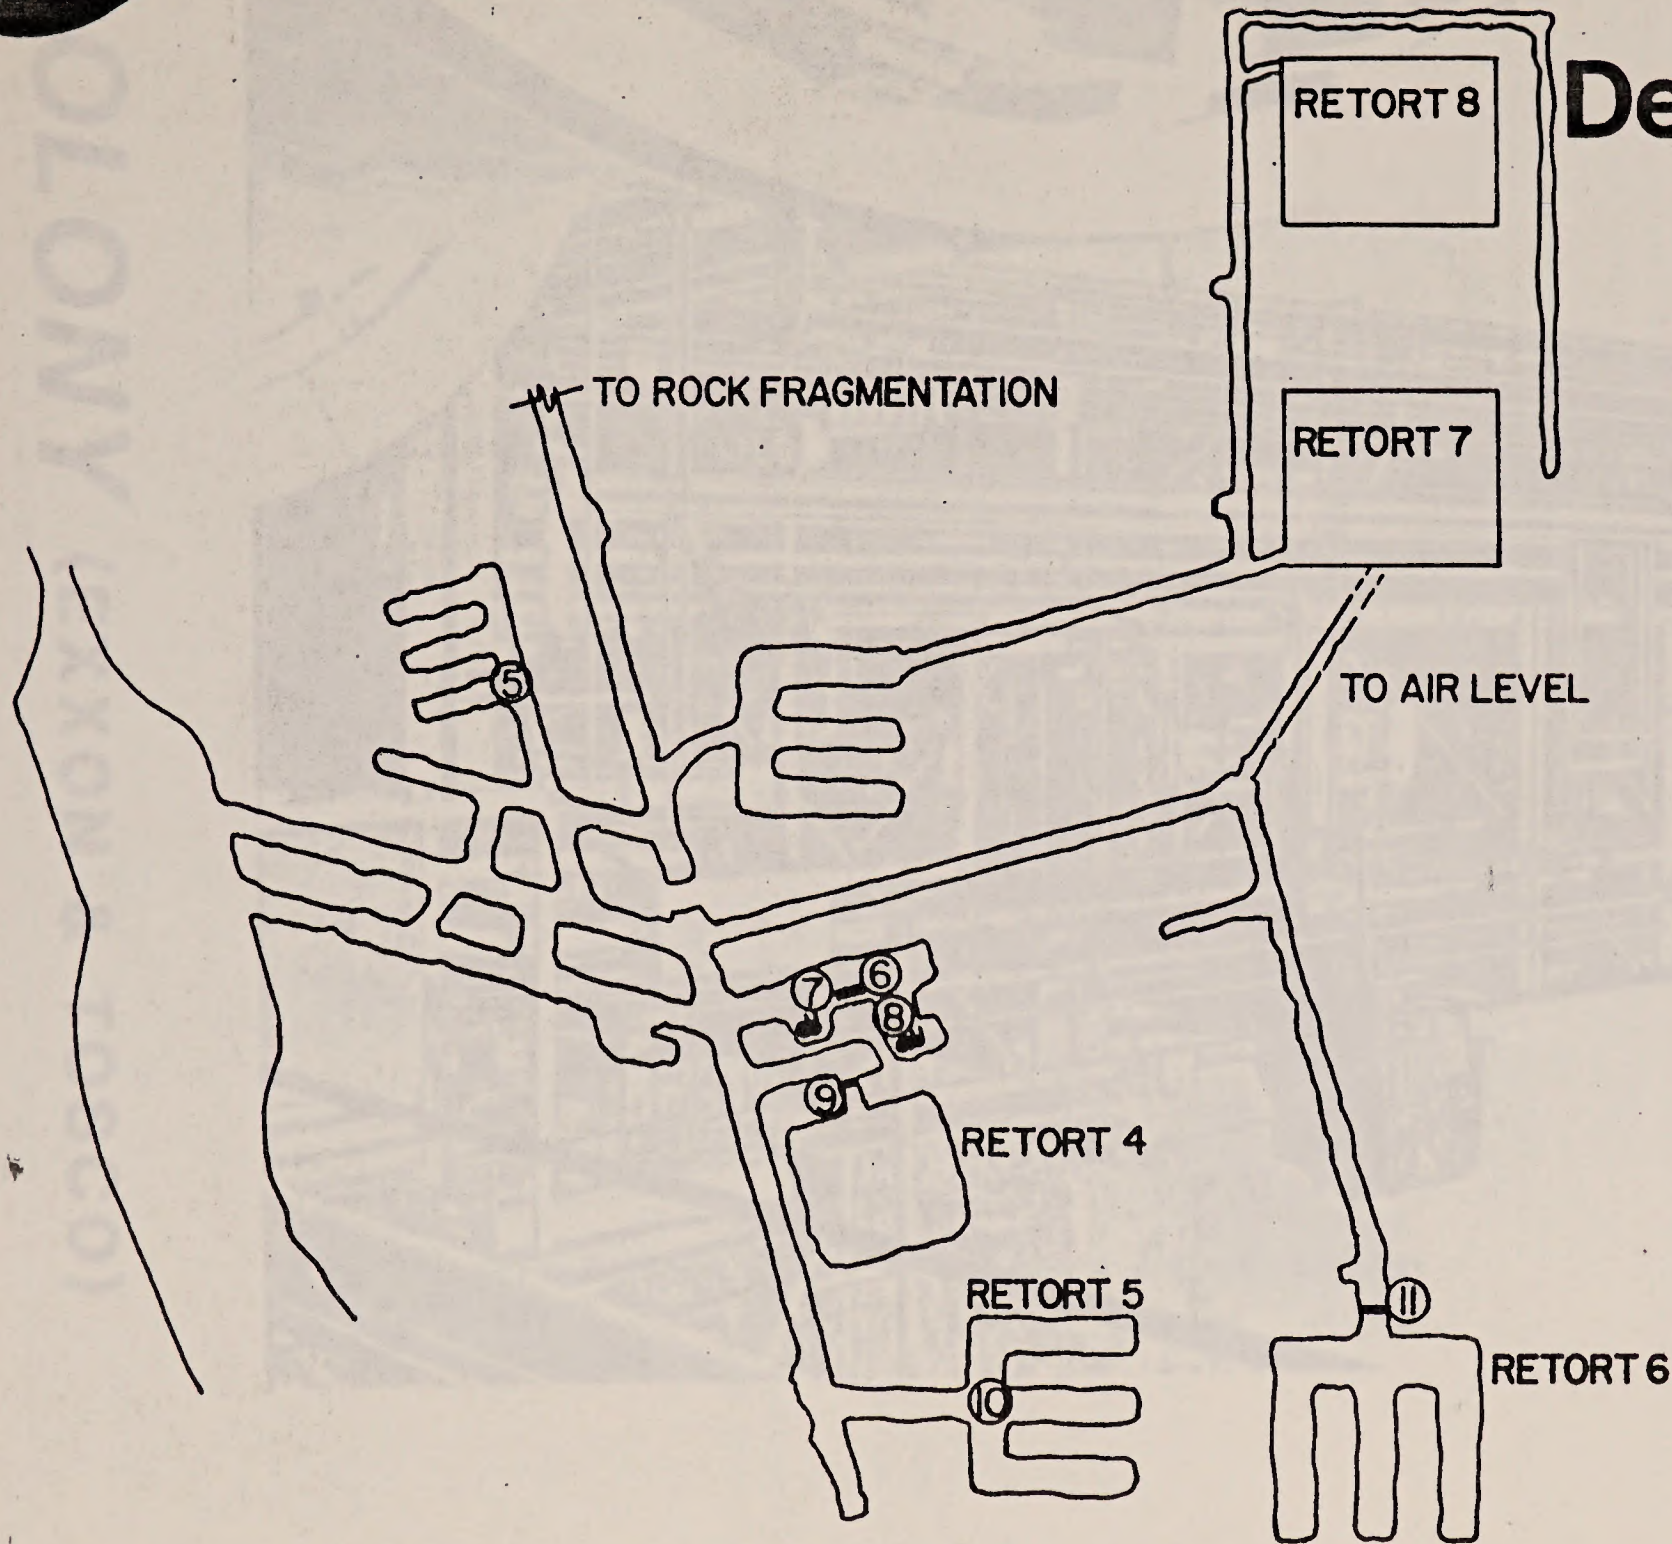 De
RETORT 8
TO ROCK FRAGMENTATION
RETORT 7
5
TO AIR LEVEL
6
7
8
9
RETORT 4
RETORT 5
11
RETORT 6
10